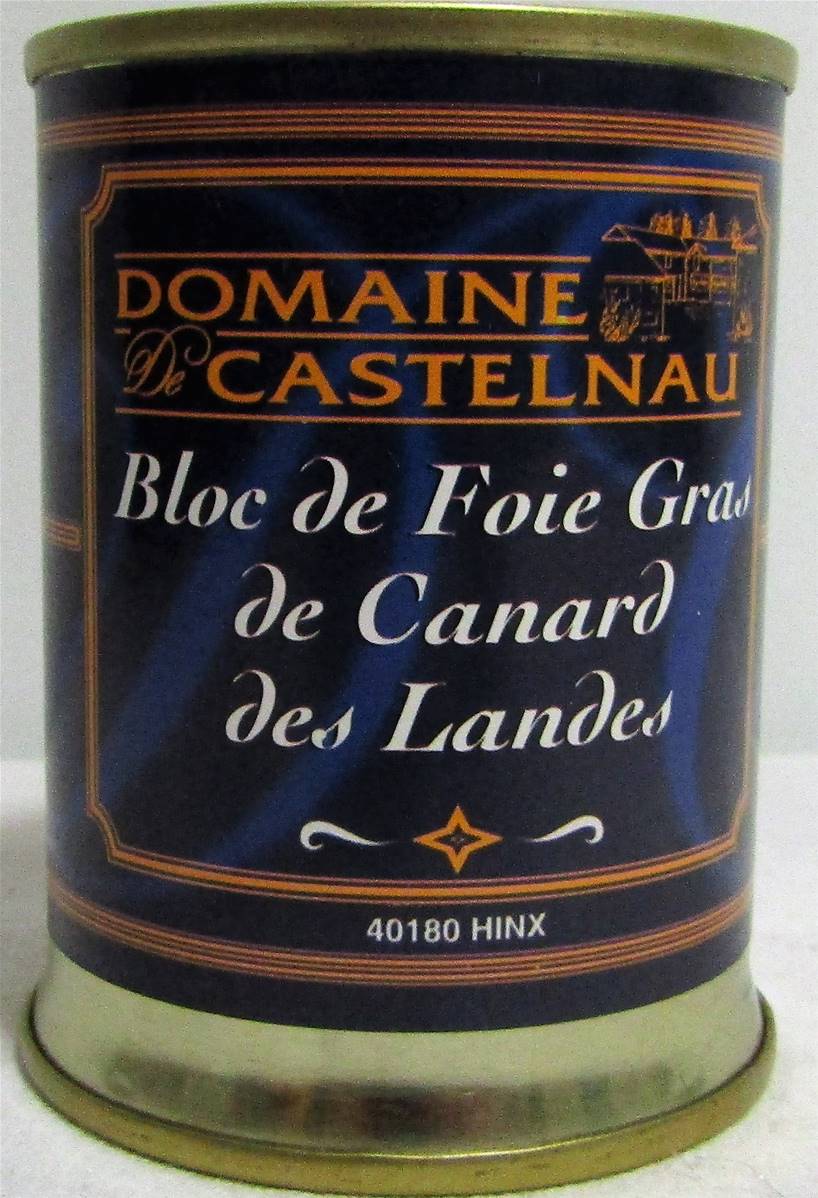 DOMAINE
De CASTELNAU
Bloc de Foie Gras
de Canard
des Landes
40180 HINX